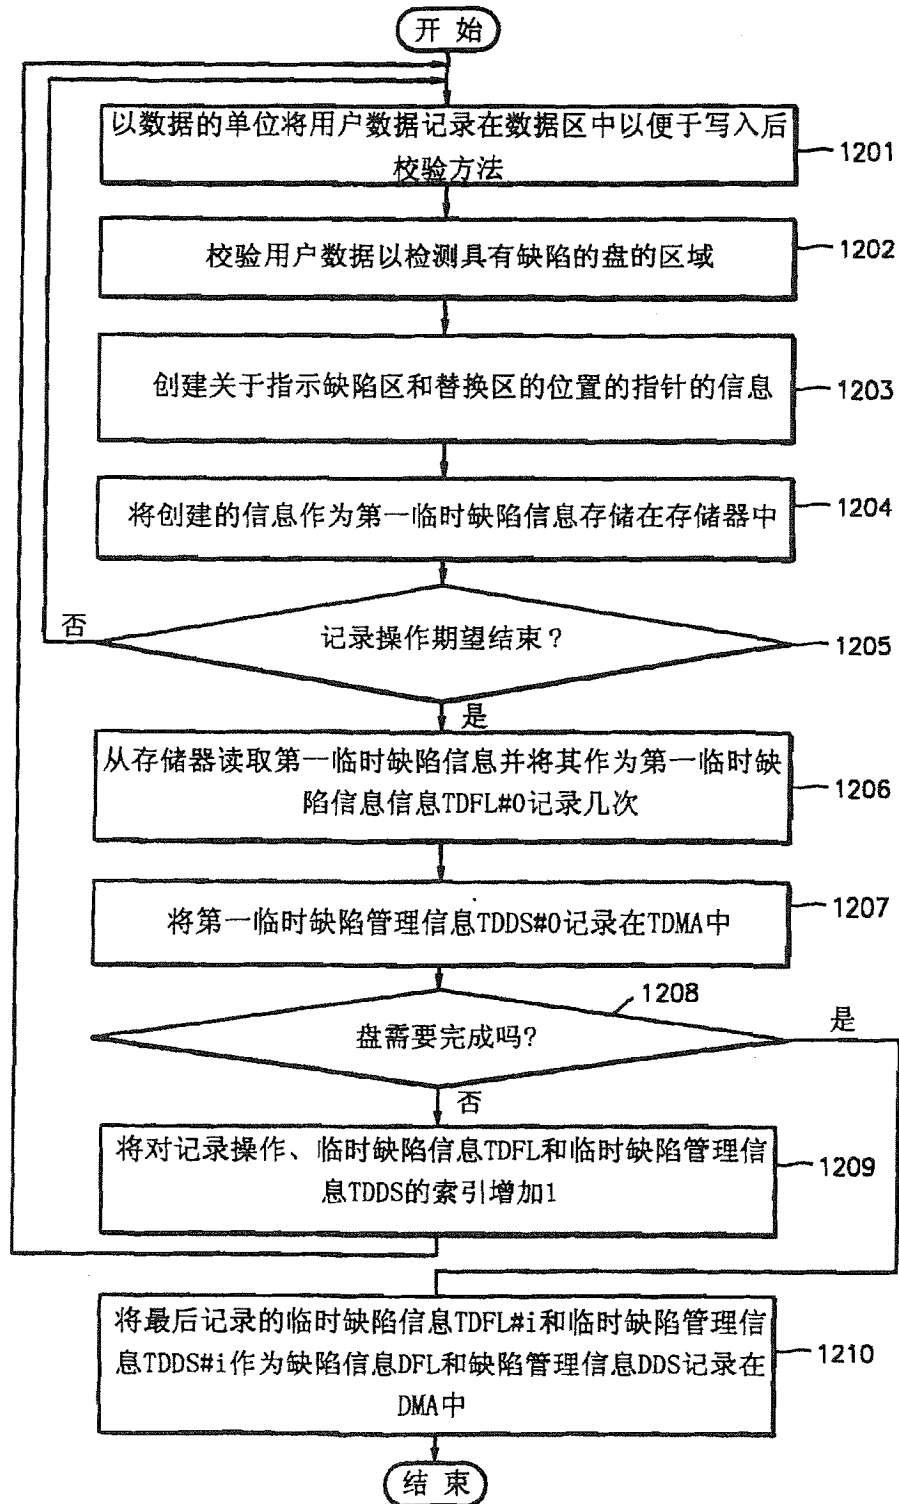 开 始
以数据的单位将用户数据记录在数据区中以便于写入后
校验方法
1201
校验用户数据以检测具有缺陷的盘的区域
1202
创建关于指示缺陷区和替换区的位置的指针的信息
1203
将创建的信息作为第一临时缺陷信息存储在存储器中
1204
否
记录操作期望结束?
1205
是
从存储器读取第一临时缺陷信息并将其作为第一临时缺
陷信息信息TDFL#0记录几次
1206
将第一临时缺陷管理信息TDDS#0记录在TDMA中
1207
1208
盘需要完成吗?
是
否
将对记录操作、临时缺陷信息TDFL和临时缺陷管理信
息TDDS的索引增加1
1209
将最后记录的临时缺陷信息TDFL#i和临时缺陷管理信
息TDDS#i作为缺陷信息DFL和缺陷管理信息DDS记录在
DMA中
1210
结 束